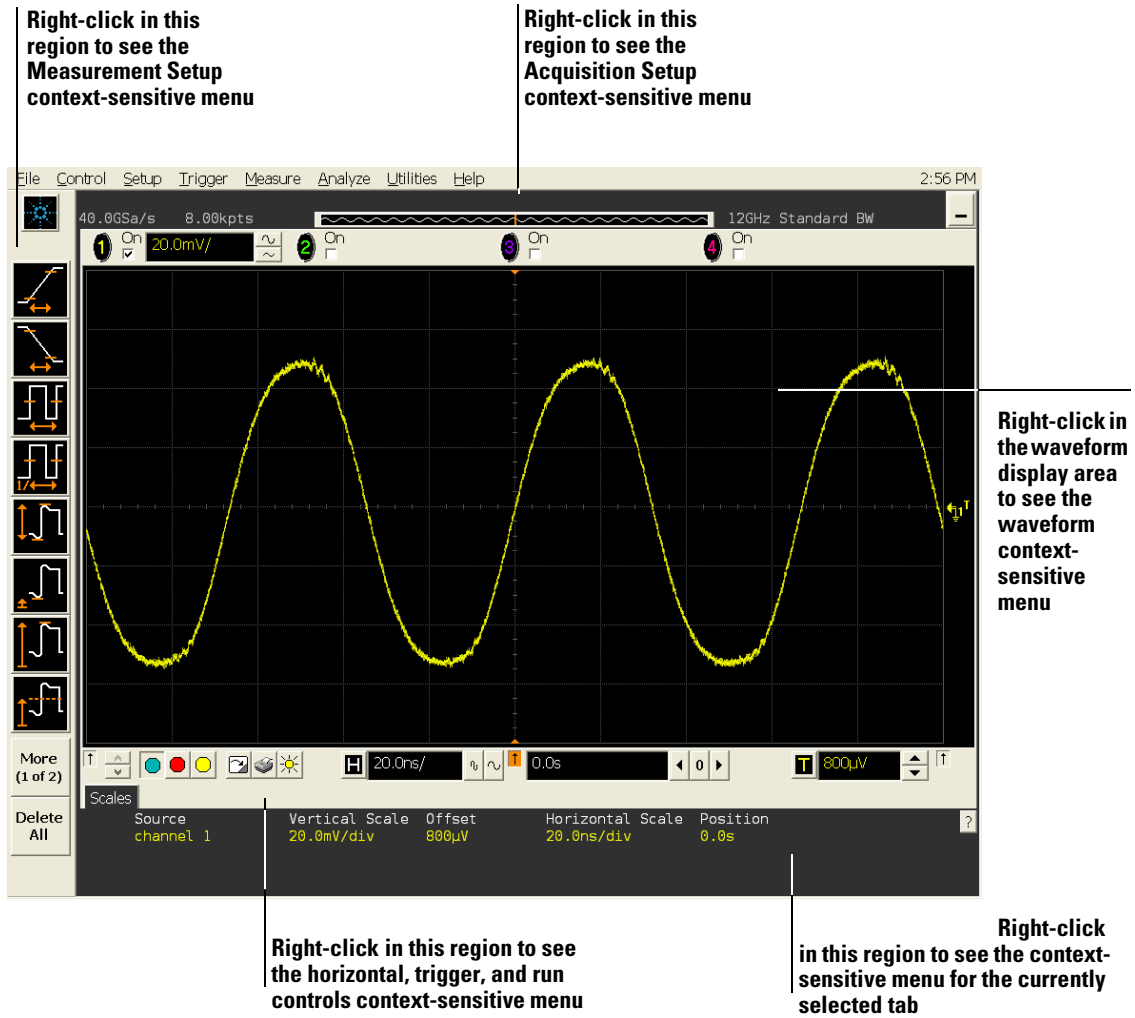 Right-click in this
region to see the
Measurement Setup
context-sensitive menu
Right-click in this
region to see the
Acquisition Setup
context-sensitive menu
File Control Setup Trigger Measure Analyze Utilities Help 2:56 PM
40.0GSa/s 8.00kpts 12GHz Standard BW
1 On 20.0mV/ 2 On 3 On 4 On
1/
Right-click in
the waveform
display area
to see the
waveform
context-
sensitive
menu
1 T
More
(1 of 2)
H 20.0ns/ 0.0s 0 T 800µV
Delete
All
Scales
Source Vertical Scale Offset Horizontal Scale Position ?
channel 1 20.0mV/div 800µV 20.0ns/div 0.0s
Right-click in this region to see
the horizontal, trigger, and run
controls context-sensitive menu
Right-click
in this region to see the context-
sensitive menu for the currently
selected tab